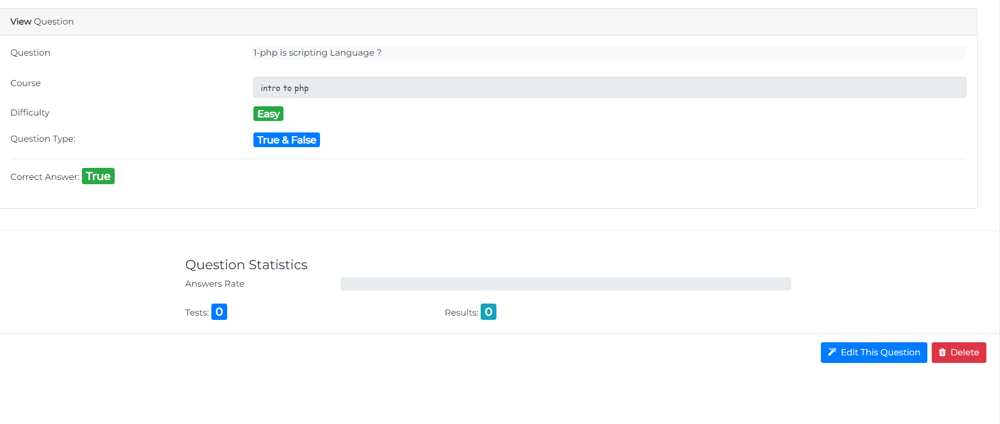 View Question
Question 1-php is scripting Language ?
Course intro to php
Difficulty Easy
Question Type: True & False
Correct Answer: True
Question Statistics
Answers Rate
Tests: 0 Results: 0
Edit This Question Delete